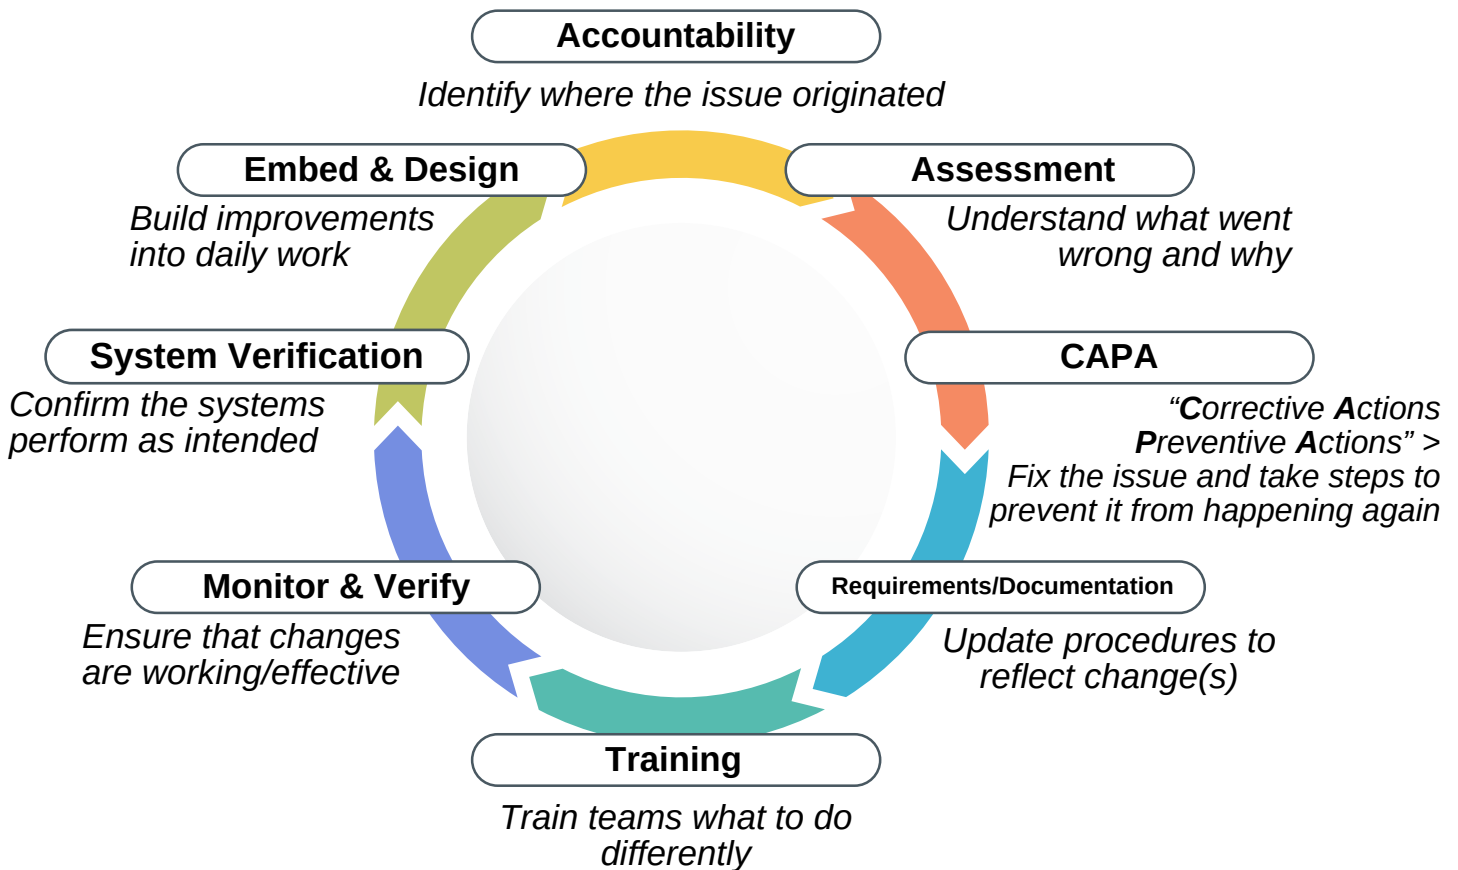 Accountability
Identify where the issue originated
Embed & Design
Build improvements
into daily work
Assessment
Understand what went
wrong and why
System Verification
Confirm the systems
perform as intended
CAPA
“Corrective Actions
Preventive Actions” >
Fix the issue and take steps to
prevent it from happening again
Monitor & Verify
Ensure that changes
are working/effective
Requirements/Documentation
Update procedures to
reflect change(s)
Training
Train teams what to do
differently